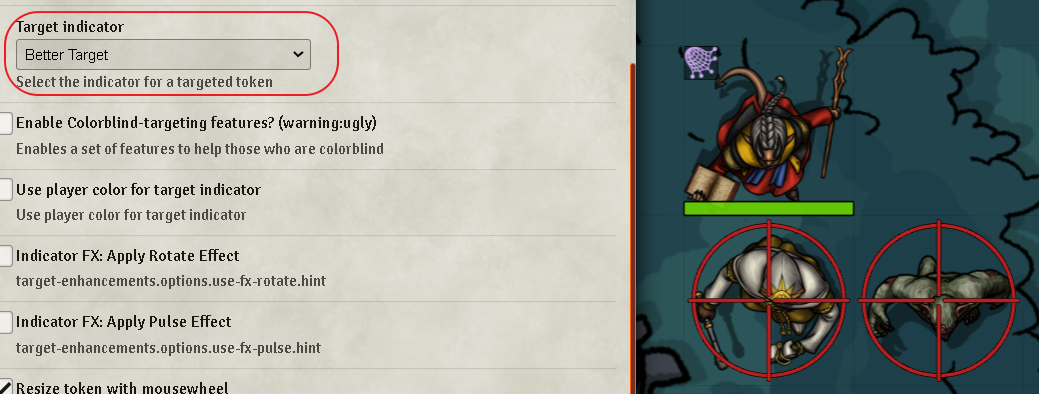 Target indicator
Better Target
Select the indicator for a targeted token
Enable Colorblind-targeting features? (warning:ugly)
Enables a set of features to help those who are colorblind
Use player color for target indicator
Use player color for target indicator
Indicator FX: Apply Rotate Effect
target-enhancements.options.use-fx-rotate.hint
Indicator FX: Apply Pulse Effect
target-enhancements.options.use-fx-pulse.hint
Resize token with mousewheel